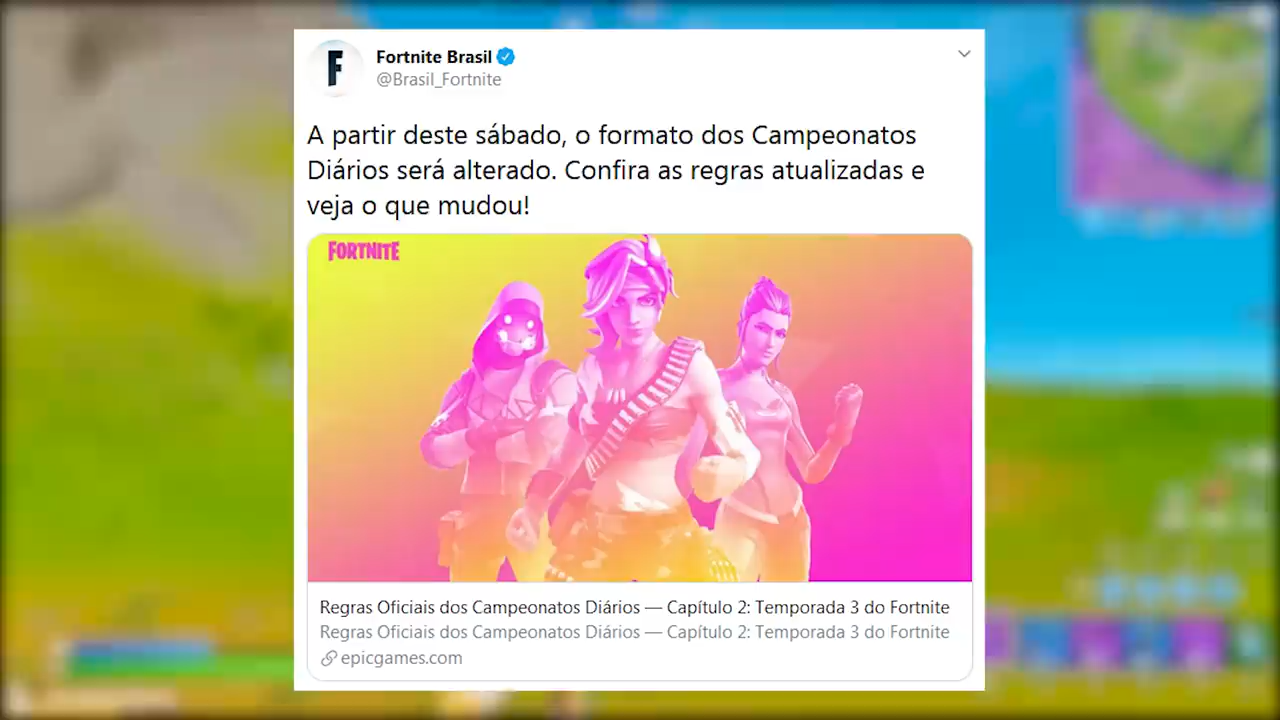 Fortnite Brasil
@Brasil_Fortnite
A partir deste sábado, o formato dos Campeonatos
Diários será alterado. Confira as regras atualizadas e
veja o que mudou!
FORTNITE
Regras Oficiais dos Campeonatos Diários — Capítulo 2: Temporada 3 do Fortnite
Regras Oficiais dos Campeonatos Diários — Capítulo 2: Temporada 3 do Fortnite
epicgames.com